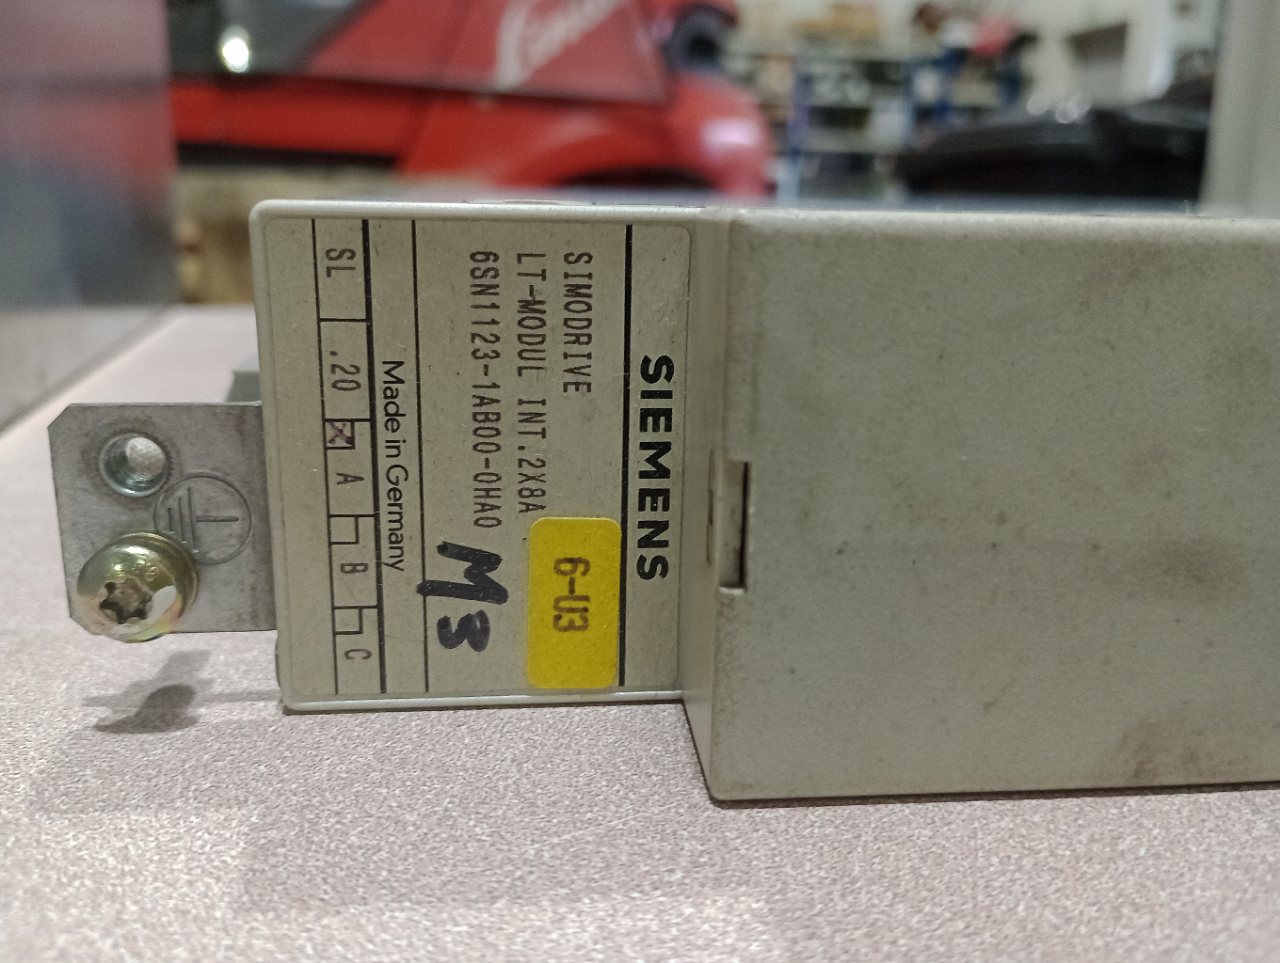 SIEMENS
SIMODRIVE
LT-MODUL INT.2X8A
6SN1123-1AB00-0HA0
6-U3
M3
Made in Germany
SL .20 A B C